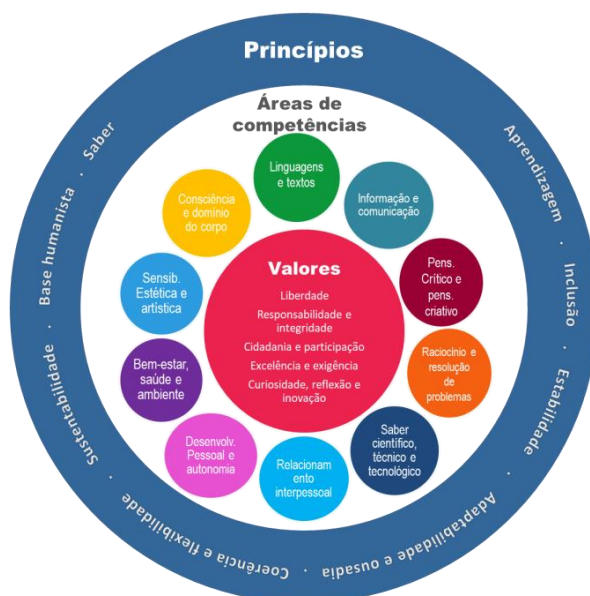 Princípios
Áreas de
competências
Linguagens
e textos
Informação e
comunicação
Pens.
Crítico e
pens.
criativo
Raciocínio e
resolução
de
problemas
Saber
científico,
técnico e
tecnológico
Relacionam
ento
interpessoal
Desenvolv.
Pessoal e
autonomia
Bem-estar,
saúde e
ambiente
Sensib.
Estética e
artística
Consciência
e domínio
do corpo
Valores
Liberdade
Responsabilidade e
integridade
Cidadania e participação
Excelência e exigência
Curiosidade, reflexão e
inovação
Aprendizagem · Inclusão · Estabilidade · Adaptabilidade e ousadia · Coerência e flexibilidade · Sustentabilidade · Base humanista · Saber